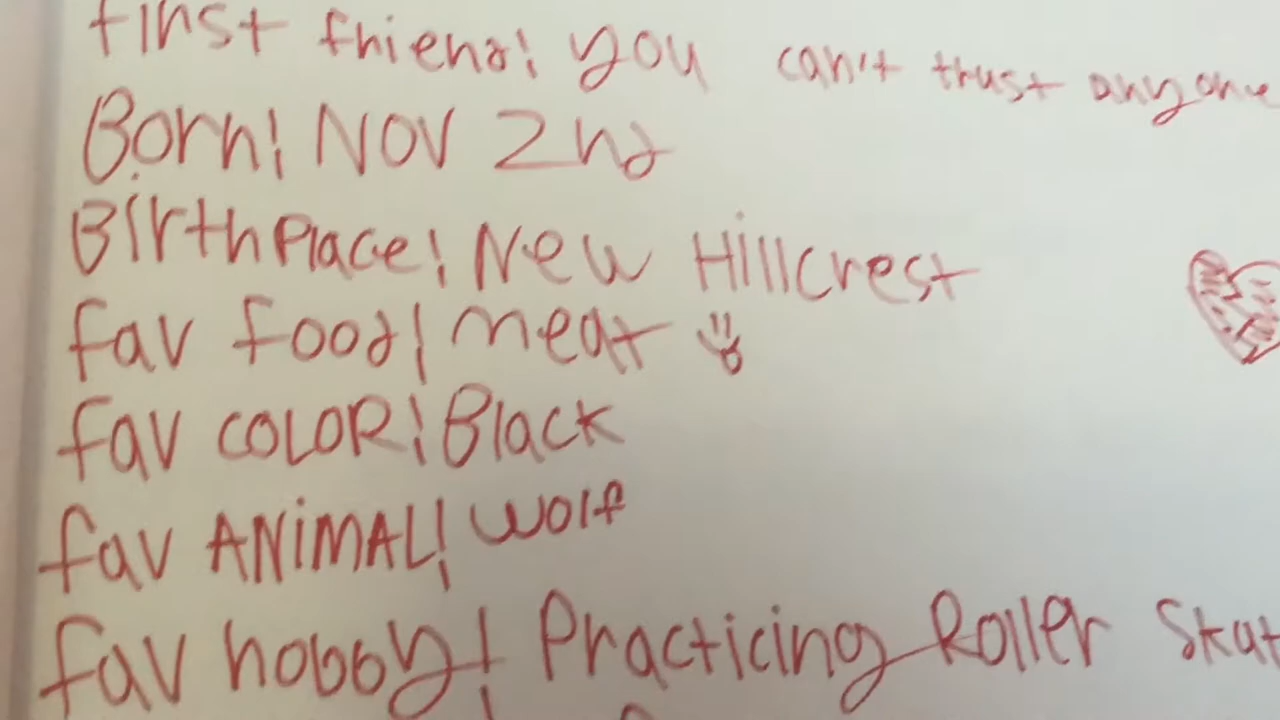 first friend! you can't trust anyone
Born! NOV 2nd
BirthPlace! New Hillcrest
fav food! meat
fav COLOR! Black
fav ANiMAL! wolf
fav hobby! Practicing Roller Skat